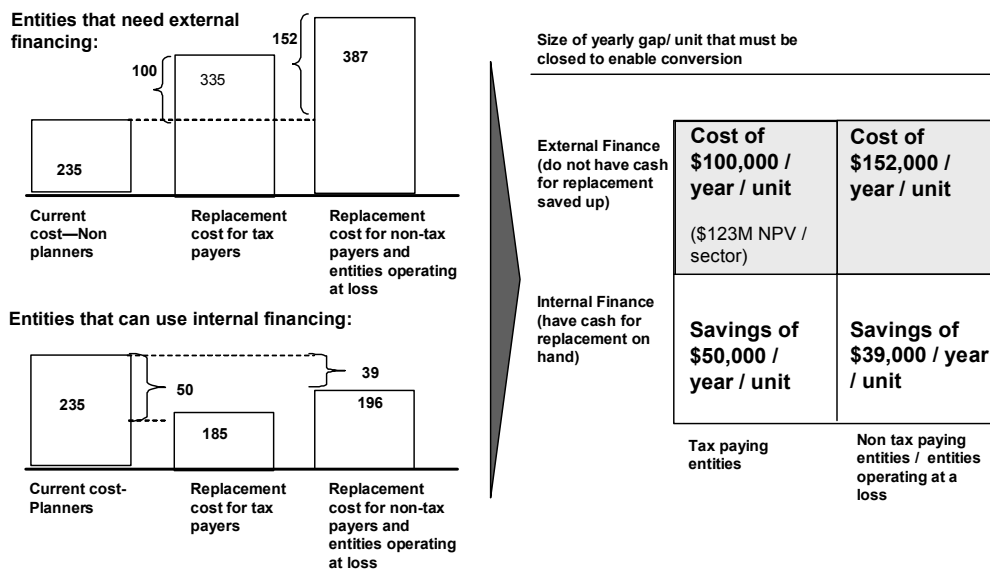 Entities that need external
financing:
152
387
100
335
235
Current
cost—Non
planners
Replacement
cost for tax
payers
Replacement
cost for non-tax
payers and
entities operating
at loss
Entities that can use internal financing:
39
50
235
196
185
Current cost-
Planners
Replacement
cost for tax
payers
Replacement
cost for non-tax
payers and
entities operating
at loss
Size of yearly gap/ unit that must be
closed to enable conversion
External Finance
(do not have cash
for replacement
saved up)
Cost of
$100,000 /
year / unit
($123M NPV /
sector)
Cost of
$152,000 /
year / unit
Internal Finance
(have cash for
replacement on
hand)
Savings of
$50,000 /
year / unit
Savings of
$39,000 / year
/ unit
Tax paying
entities
Non tax paying
entities / entities
operating at a
loss